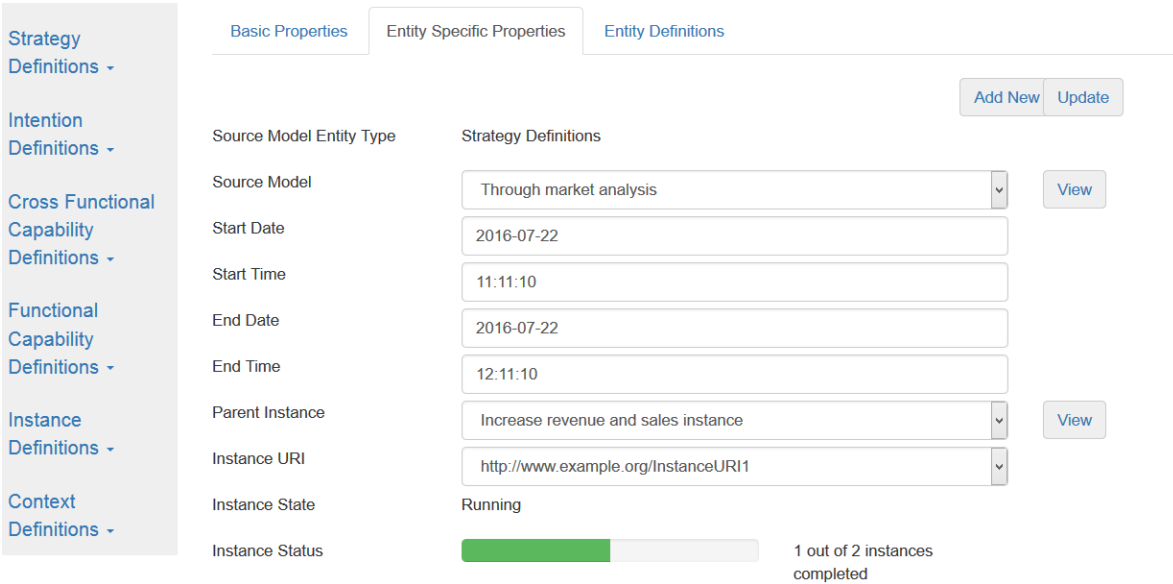 Strategy
Definitions
Intention
Definitions
Cross Functional
Capability
Definitions
Functional
Capability
Definitions
Instance
Definitions
Context
Definitions
Basic Properties
Entity Specific Properties
Entity Definitions
Add New
Update
Source Model Entity Type
Strategy Definitions
Source Model
Through market analysis
View
Start Date
2016-07-22
Start Time
11:11:10
End Date
2016-07-22
End Time
12:11:10
Parent Instance
Increase revenue and sales instance
View
Instance URI
http://www.example.org/InstanceURI1
Instance State
Running
Instance Status
1 out of 2 instances
completed